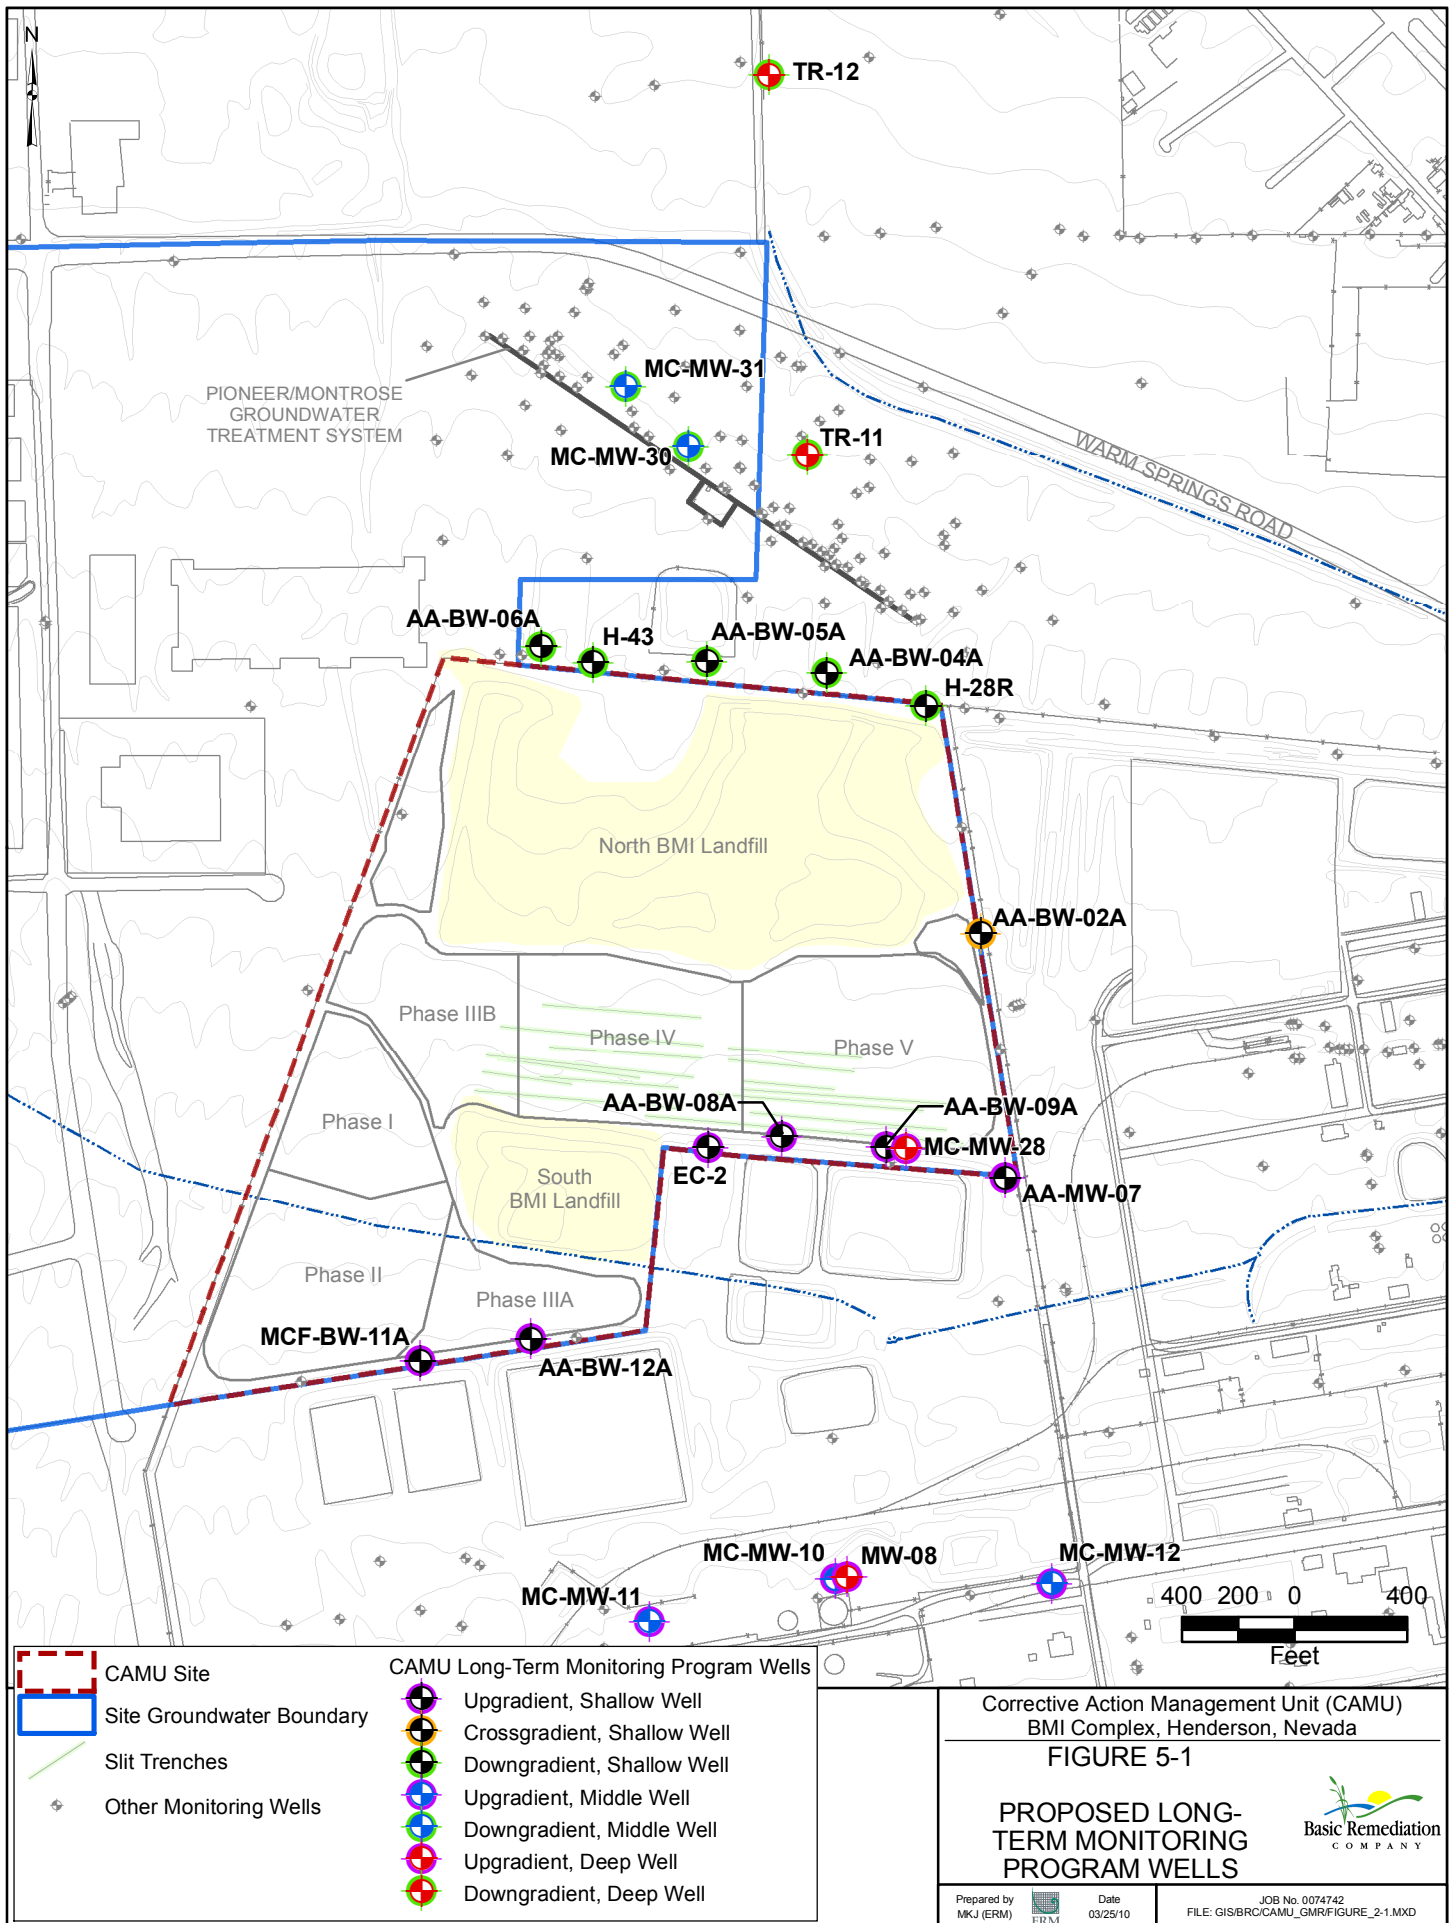 N
TR-12
MC-MW-31
PIONEER/MONTROSE
GROUNDWATER
TREATMENT SYSTEM
TR-11
MC-MW-30
WARM SPRINGS ROAD
AA-BW-06A
H-43
AA-BW-05A
AA-BW-04A
H-28R
North BMI Landfill
AA-BW-02A
Phase IIIB
Phase IV
Phase V
AA-BW-08A
AA-BW-09A
Phase I
MC-MW-28
EC-2
South
BMI Landfill
AA-MW-07
Phase II
Phase IIIA
MCF-BW-11A
AA-BW-12A
MC-MW-10
MW-08
MC-MW-12
MC-MW-11
400 200 0 400
Feet
CAMU Site
Site Groundwater Boundary
Slit Trenches
Other Monitoring Wells
CAMU Long-Term Monitoring Program Wells
Upgradient, Shallow Well
Crossgradient, Shallow Well
Downgradient, Shallow Well
Upgradient, Middle Well
Downgradient, Middle Well
Upgradient, Deep Well
Downgradient, Deep Well
Corrective Action Management Unit (CAMU)
BMI Complex, Henderson, Nevada
FIGURE 5-1
PROPOSED LONG-
TERM MONITORING
PROGRAM WELLS
Basic Remediation
COMPANY
Prepared by
MKJ (ERM)
ERM
Date
03/25/10
JOB No. 0074742
FILE: GIS/BRC/CAMU_GMR/FIGURE_2-1.MXD